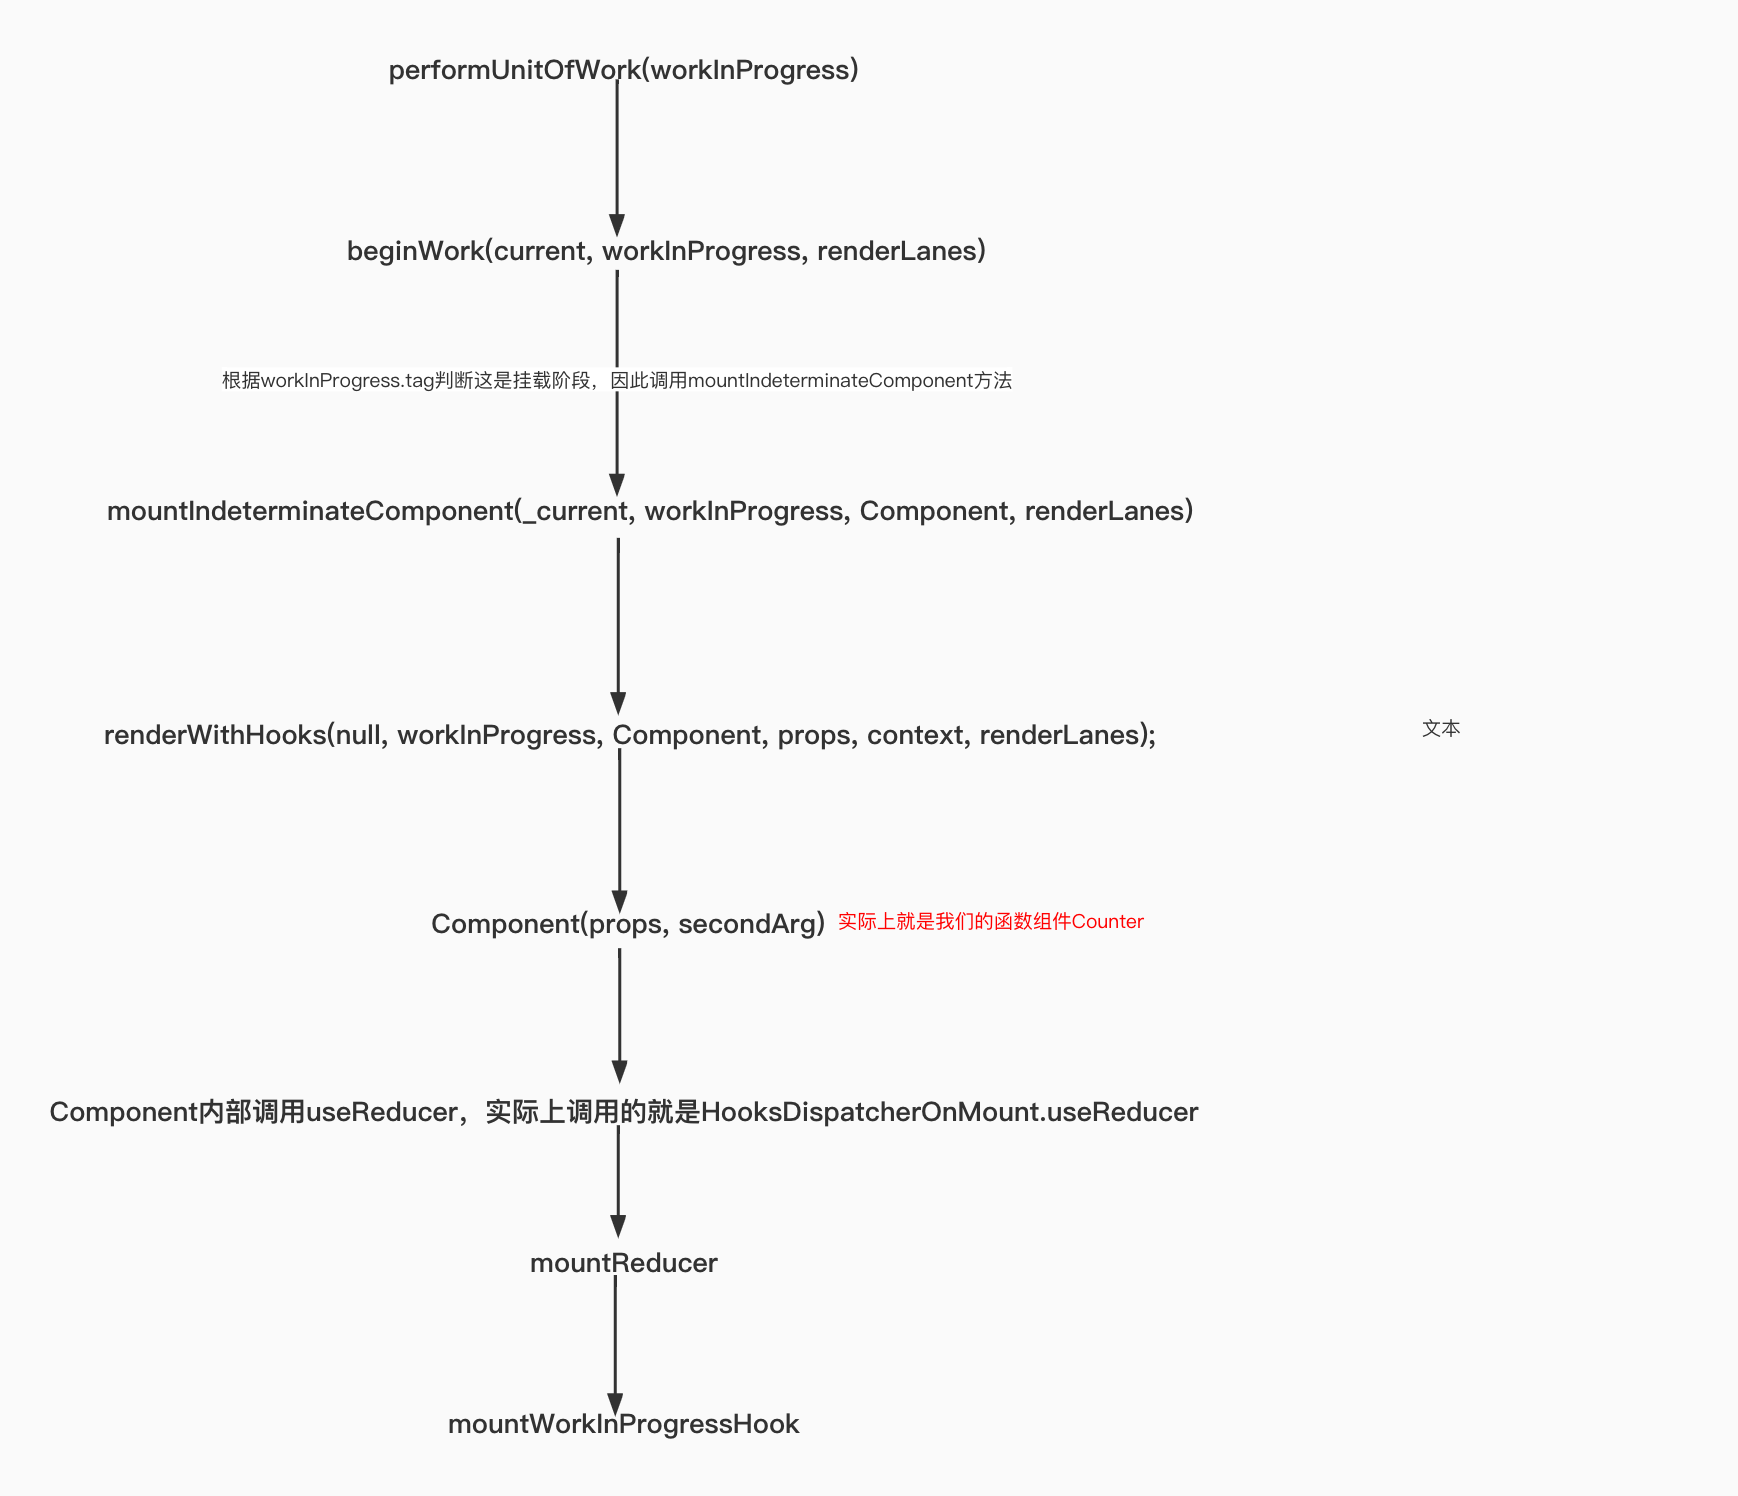 performUnitOfWork(workInProgress)
beginWork(current, workInProgress, renderLanes)
根据workInProgress.tag判断这是挂载阶段，因此调用mountIndeterminateComponent方法
mountIndeterminateComponent(_current, workInProgress, Component, renderLanes)
renderWithHooks(null, workInProgress, Component, props, context, renderLanes);
文本
Component(props, secondArg)
实际上就是我们的函数组件Counter
Component内部调用useReducer，实际上调用的就是HooksDispatcherOnMount.useReducer
mountReducer
mountWorkInProgressHook